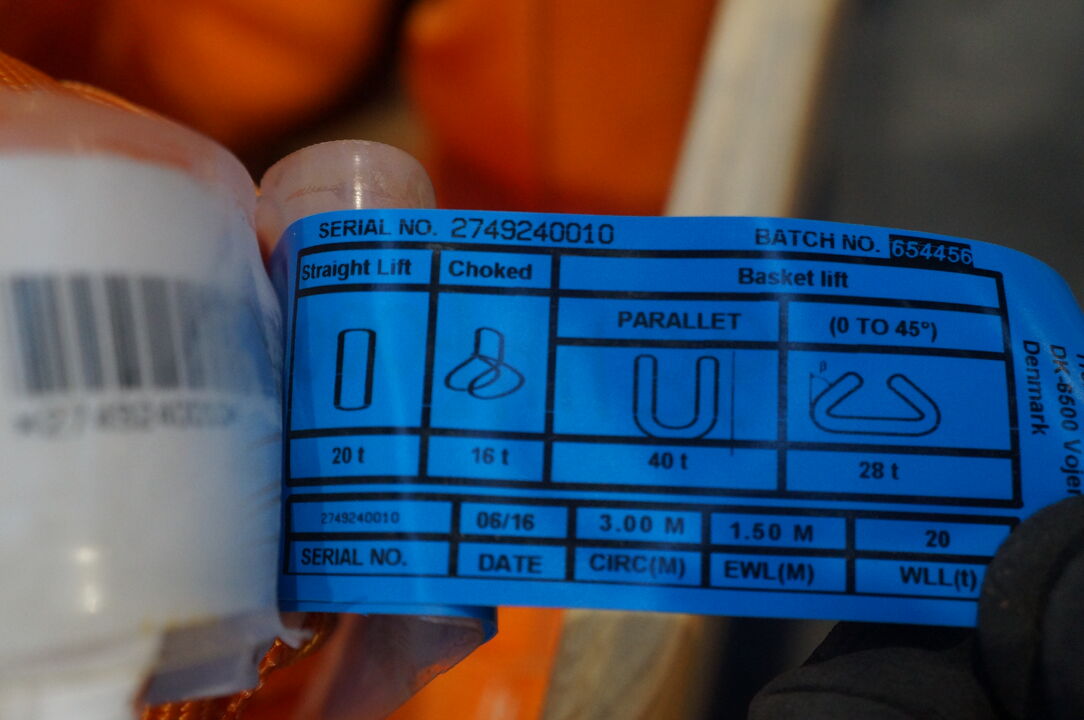 SERIAL NO. 2749240010 BATCH NO. 654456
Straight Lift Choked Basket lift
PARALLET (0 TO 45°)
β
20 t 16 t 40 t 28 t
2749240010 06/16 3.00 M 1.50 M 20
SERIAL NO. DATE CIRC(M) EWL(M) WLL(t)
Denmark